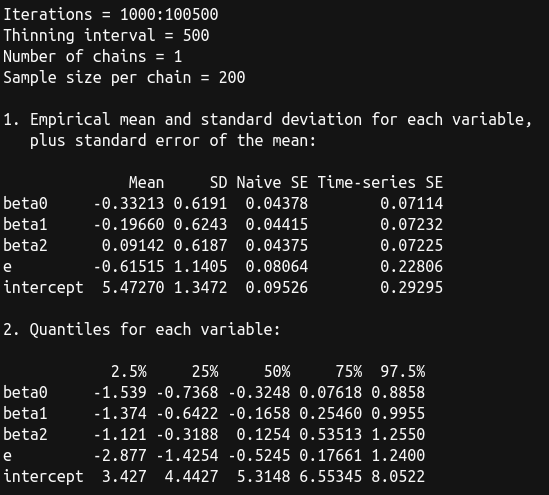 Iterations = 1000:100500
Thinning interval = 500
Number of chains = 1
Sample size per chain = 200

1. Empirical mean and standard deviation for each variable,
   plus standard error of the mean:

              Mean     SD Naive SE Time-series SE
beta0     -0.33213 0.6191  0.04378        0.07114
beta1     -0.19660 0.6243  0.04415        0.07232
beta2      0.09142 0.6187  0.04375        0.07225
e         -0.61515 1.1405  0.08064        0.22806
intercept  5.47270 1.3472  0.09526        0.29295

2. Quantiles for each variable:

            2.5%     25%     50%     75%  97.5%
beta0     -1.539 -0.7368 -0.3248 0.07618 0.8858
beta1     -1.374 -0.6422 -0.1658 0.25460 0.9955
beta2     -1.121 -0.3188  0.1254 0.53513 1.2550
e         -2.877 -1.4254 -0.5245 0.17661 1.2400
intercept  3.427  4.4427  5.3148 6.55345 8.0522